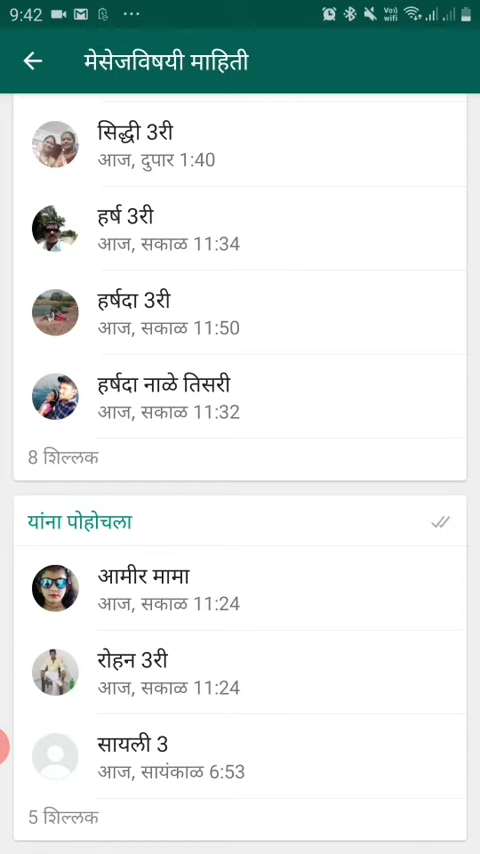 9:42
Vo)
wifi
मेसेजविषयी माहिती
सिद्धी 3री
आज, दुपार 1:40
हर्ष 3री
आज, सकाळ 11:34
हर्षदा 3री
आज, सकाळ 11:50
हर्षदा नाळे तिसरी
आज, सकाळ 11:32
8 शिल्लक
यांना पोहोचला
आमीर मामा
आज, सकाळ 11:24
रोहन 3री
आज, सकाळ 11:24
सायली 3
आज, सायंकाळ 6:53
5 शिल्लक